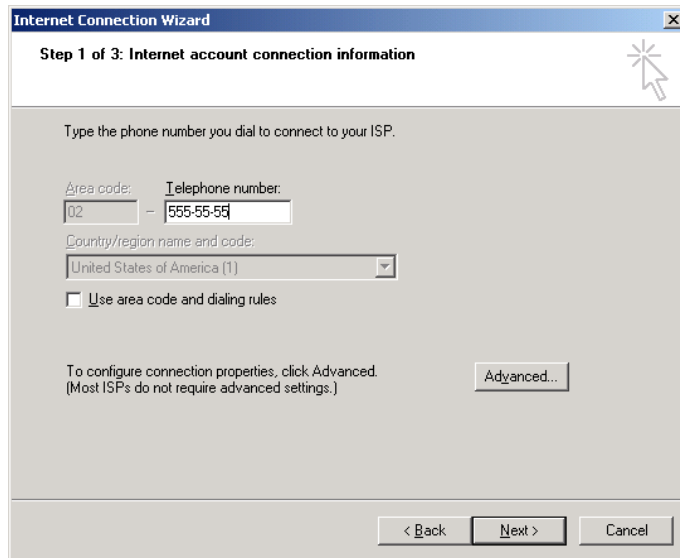 Internet Connection Wizard
Step 1 of 3: Internet account connection information
Type the phone number you dial to connect to your ISP.
Area code: Telephone number:
02 – 555-55-55
Country/region name and code:
United States of America (1)
Use area code and dialing rules
To configure connection properties, click Advanced.
(Most ISPs do not require advanced settings.)
Advanced...
< Back Next > Cancel